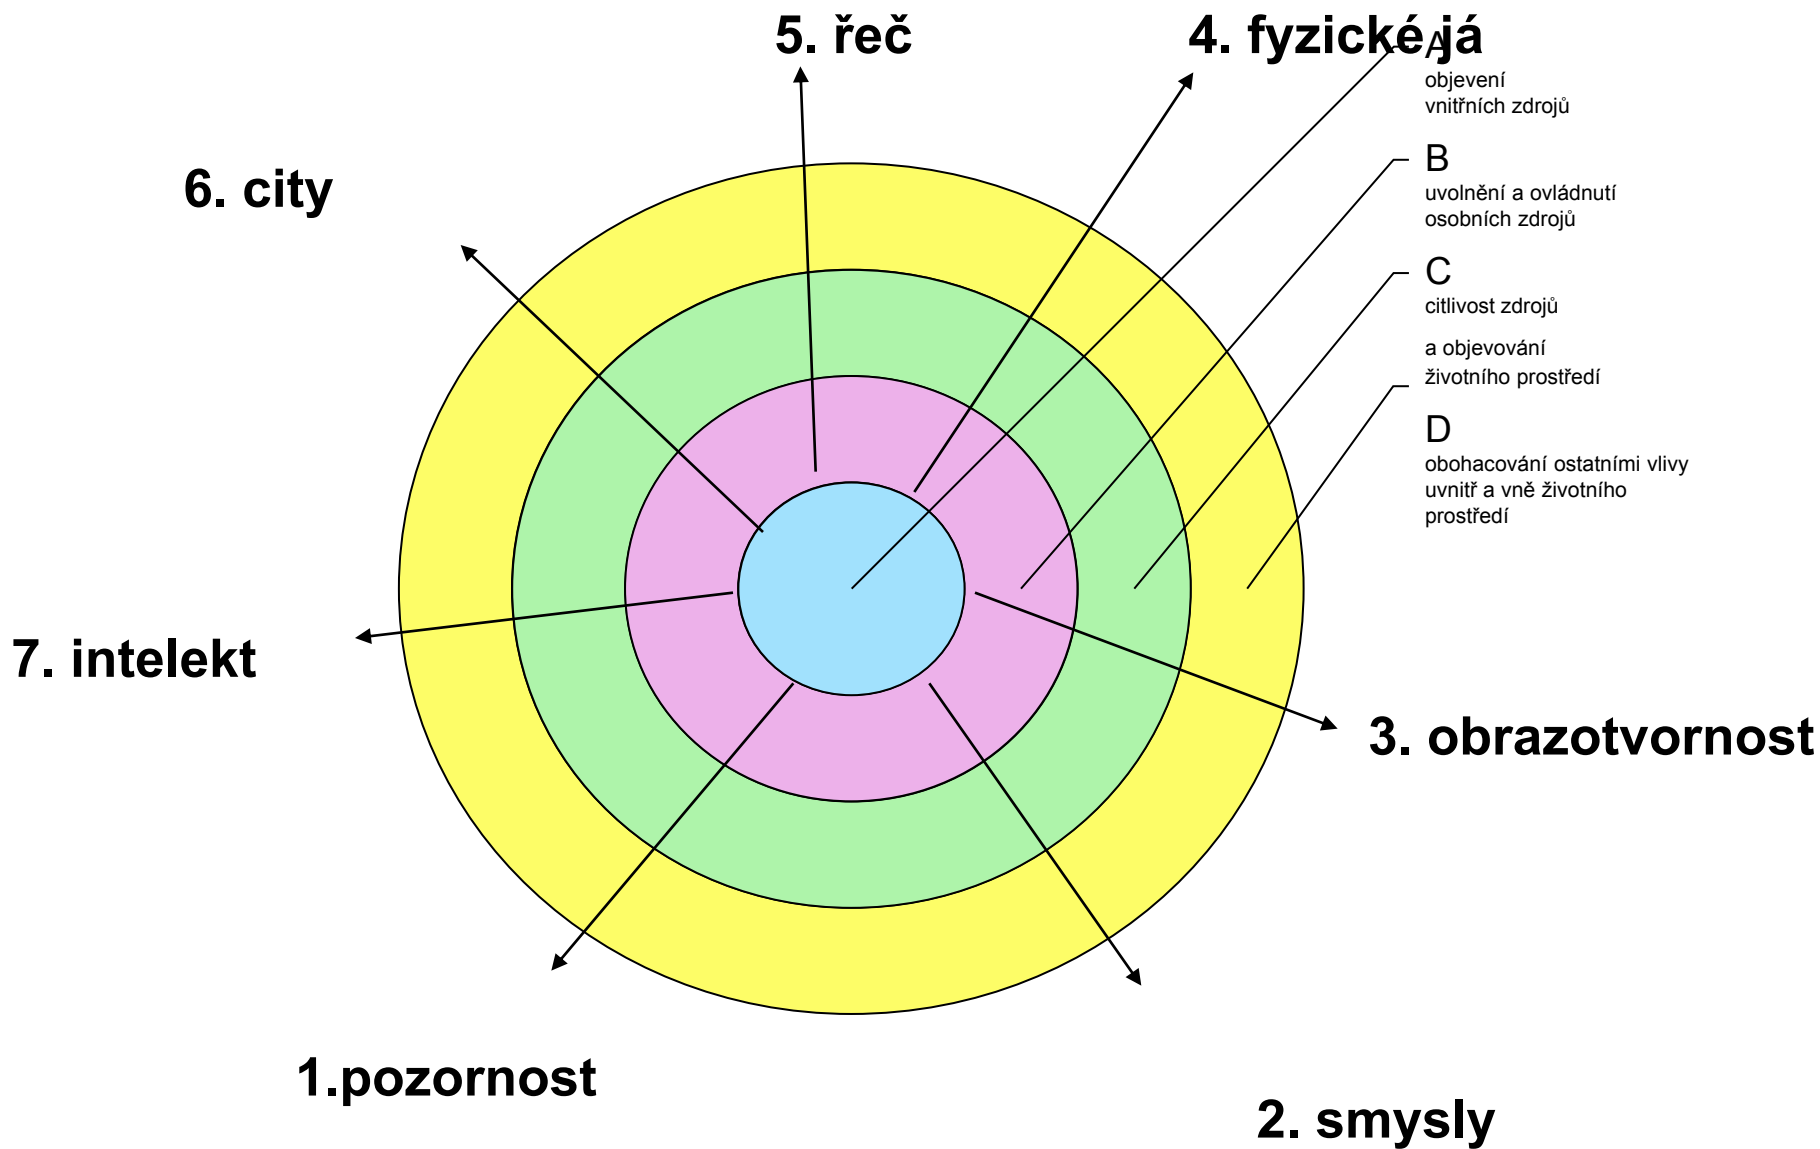 5. řeč
4. fyzické já
A
objevení
vnitřních zdrojů
B
uvolnění a ovládnutí
osobních zdrojů
6. city
C
citlivost zdrojů
a objevování
životního prostředí
D
obohacování ostatními vlivy
uvnitř a vně životního
prostředí
7. intelekt
3. obrazotvornost
1.pozornost
2. smysly